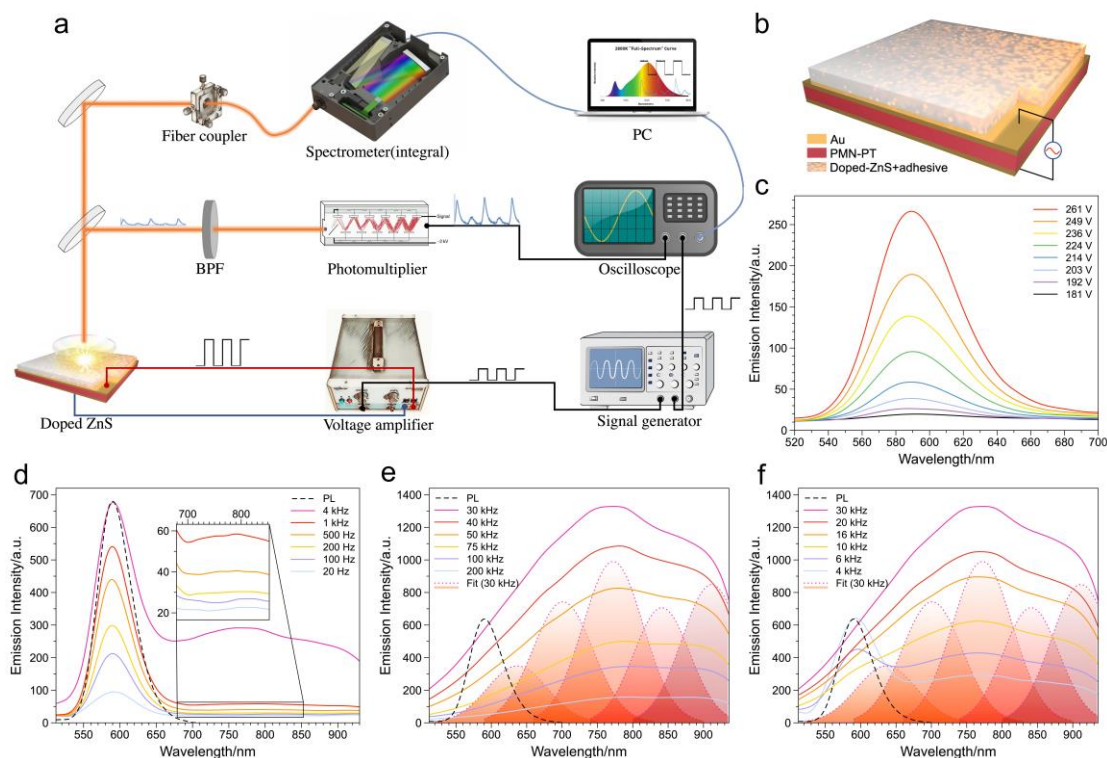 a
Fiber coupler
Spectrometer(integral)
PC
BPF
Signal
-2 kV
Photomultiplier
Oscilloscope
Doped ZnS
Voltage amplifier
Signal generator
b
Au
PMN-PT
Doped-ZnS+adhesive
c
Emission Intensity/a.u.
250
200
150
100
50
0
520 540 560 580 600 620 640 660 680 700
Wavelength/nm
261 V
249 V
236 V
224 V
214 V
203 V
192 V
181 V
d
Emission Intensity/a.u.
700
600
500
400
300
200
100
0
550 600 650 700 750 800 850 900
Wavelength/nm
700 800
60
40
20
PL
4 kHz
1 kHz
500 Hz
200 Hz
100 Hz
20 Hz
e
Emission Intensity/a.u.
1400
1200
1000
800
600
400
200
0
550 600 650 700 750 800 850 900
Wavelength/nm
PL
30 kHz
40 kHz
50 kHz
75 kHz
100 kHz
200 kHz
Fit (30 kHz)
f
Emission Intensity/a.u.
1400
1200
1000
800
600
400
200
0
550 600 650 700 750 800 850 900
Wavelength/nm
PL
30 kHz
20 kHz
16 kHz
10 kHz
6 kHz
4 kHz
Fit (30 kHz)